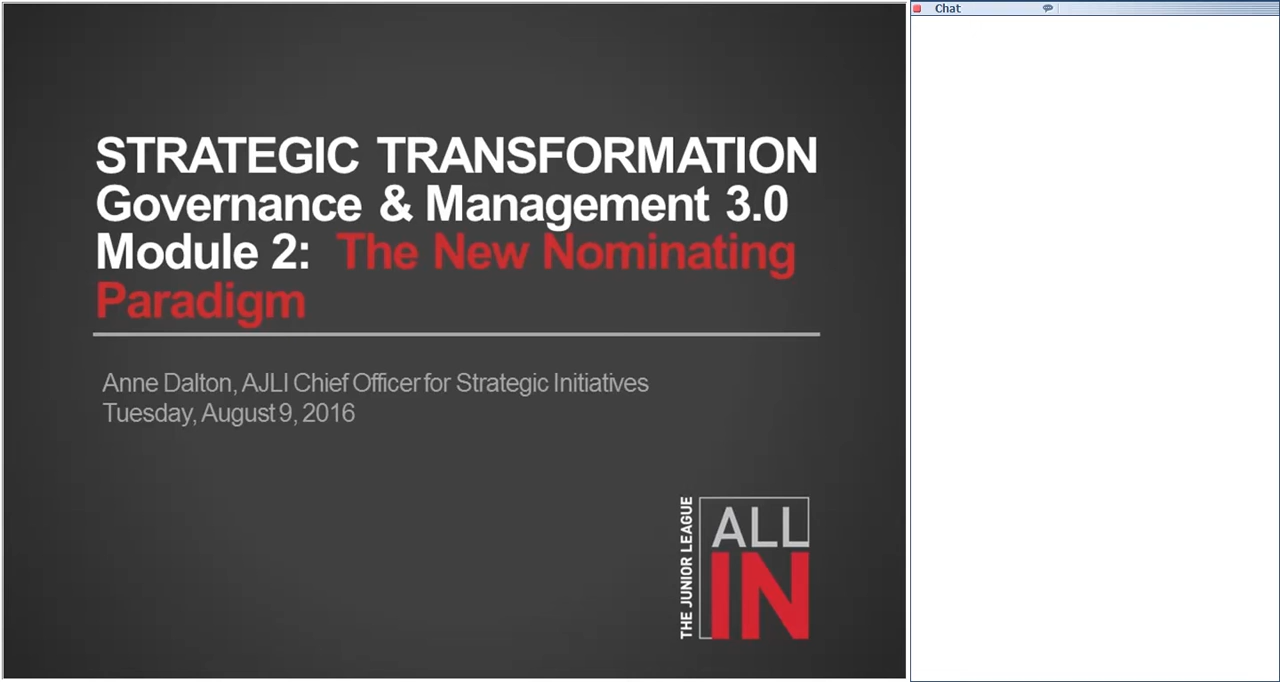 Chat
STRATEGIC TRANSFORMATION
Governance & Management 3.0
Module 2: The New Nominating
Paradigm
Anne Dalton, AJLI Chief Officer for Strategic Initiatives
Tuesday, August 9, 2016
THE JUNIOR LEAGUE
ALL
IN